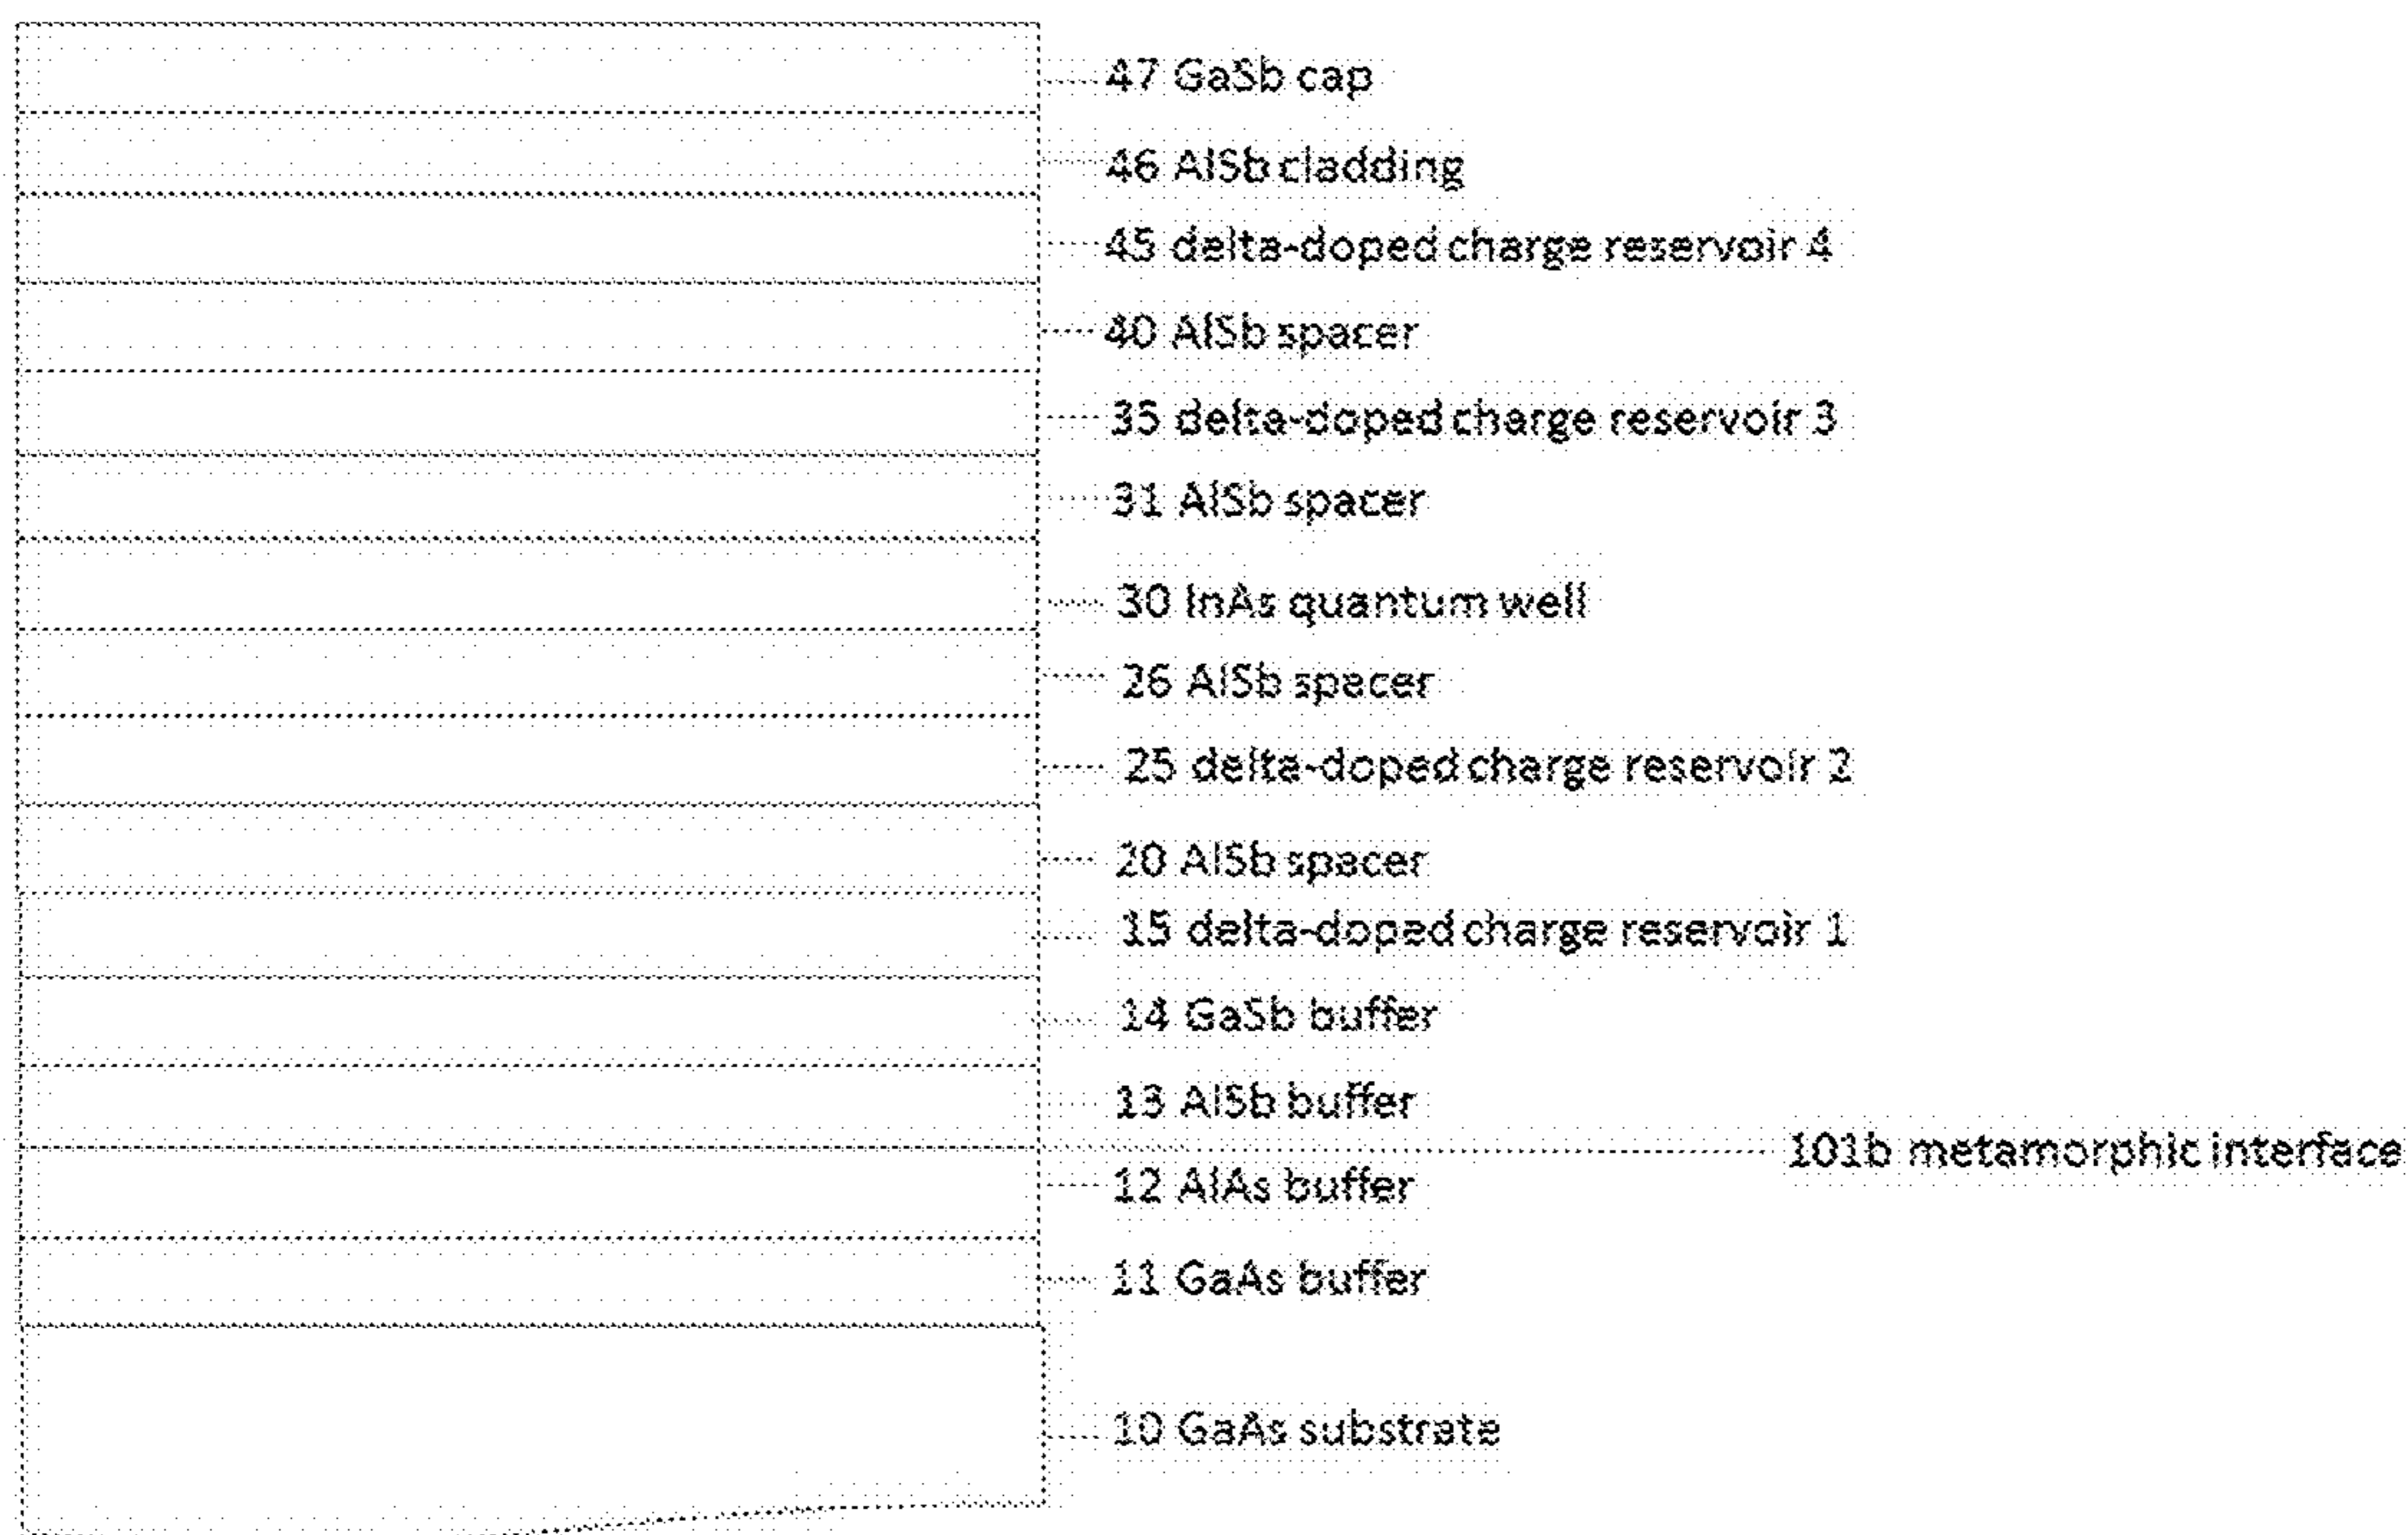 47 GaSb cap
46 AlSb cladding
45 delta-doped charge reservoir 4
40 AlSb spacer
35 delta-doped charge reservoir 3
31 AlSb spacer
30 InAs quantum well
26 AlSb spacer
25 delta-doped charge reservoir 2
20 AlSb spacer
15 delta-doped charge reservoir 1
14 GaSb buffer
13 AlSb buffer
101b metamorphic interface
12 AlAs buffer
11 GaAs buffer
10 GaAs substrate